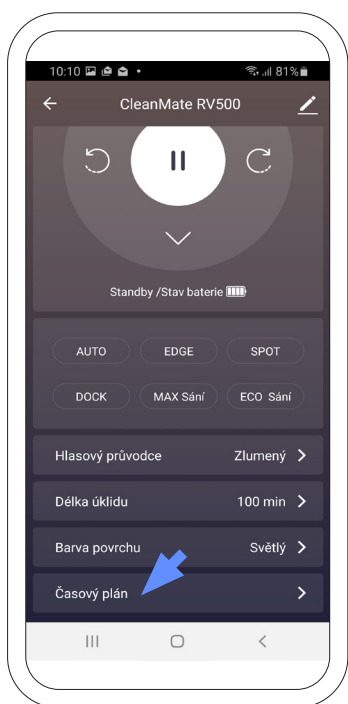 10:10 81%
CleanMate RV500
Standby /Stav baterie
AUTO EDGE SPOT
DOCK MAX Sání ECO Sání
Hlasový průvodce Zlumený
Délka úklidu 100 min
Barva povrchu Světlý
Časový plán